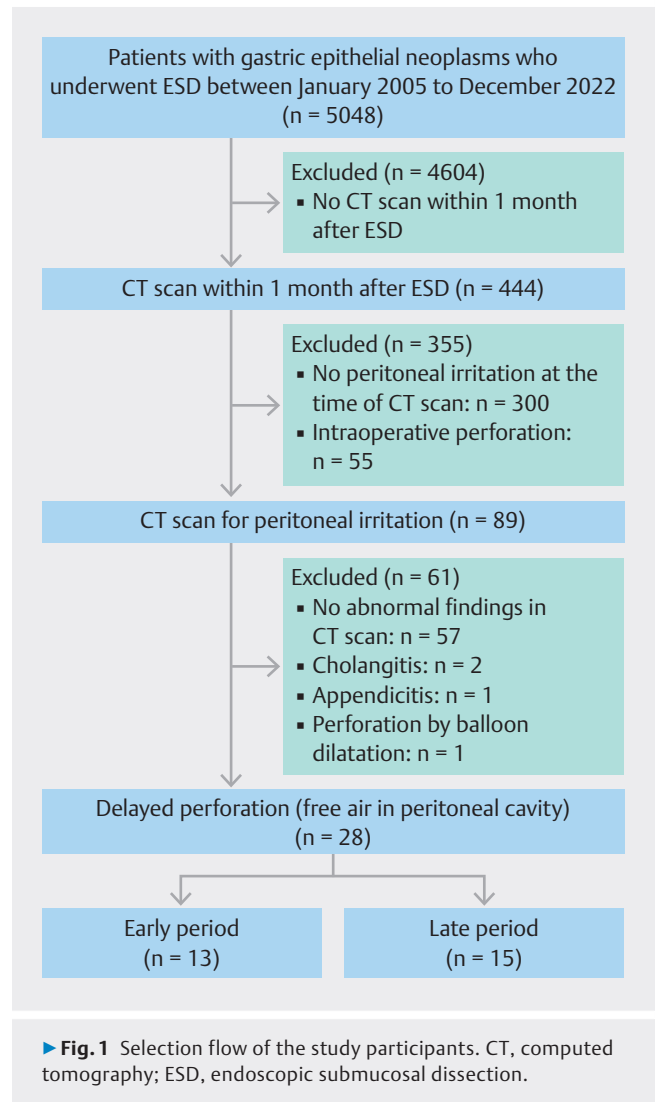 Patients with gastric epithelial neoplasms who
underwent ESD between January 2005 to December 2022
(n = 5048)
Excluded (n = 4604)
▪ No CT scan within 1 month
after ESD
CT scan within 1 month after ESD (n = 444)
Excluded (n = 355)
▪ No peritoneal irritation at the
time of CT scan: n = 300
▪ Intraoperative perforation:
n = 55
CT scan for peritoneal irritation (n = 89)
Excluded (n = 61)
▪ No abnormal findings in
CT scan: n = 57
▪ Cholangitis: n = 2
▪ Appendicitis: n = 1
▪ Perforation by balloon
dilatation: n = 1
Delayed perforation (free air in peritoneal cavity)
(n = 28)
Early period
(n = 13)
Late period
(n = 15)
▶ Fig. 1 Selection flow of the study participants. CT, computed
tomography; ESD, endoscopic submucosal dissection.